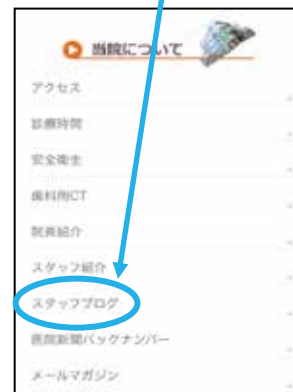 当院について
アクセス
診療時間
安全衛生
歯科用CT
院長紹介
スタッフ紹介
スタッフブログ
医院新聞バックナンバー
メールマガジン